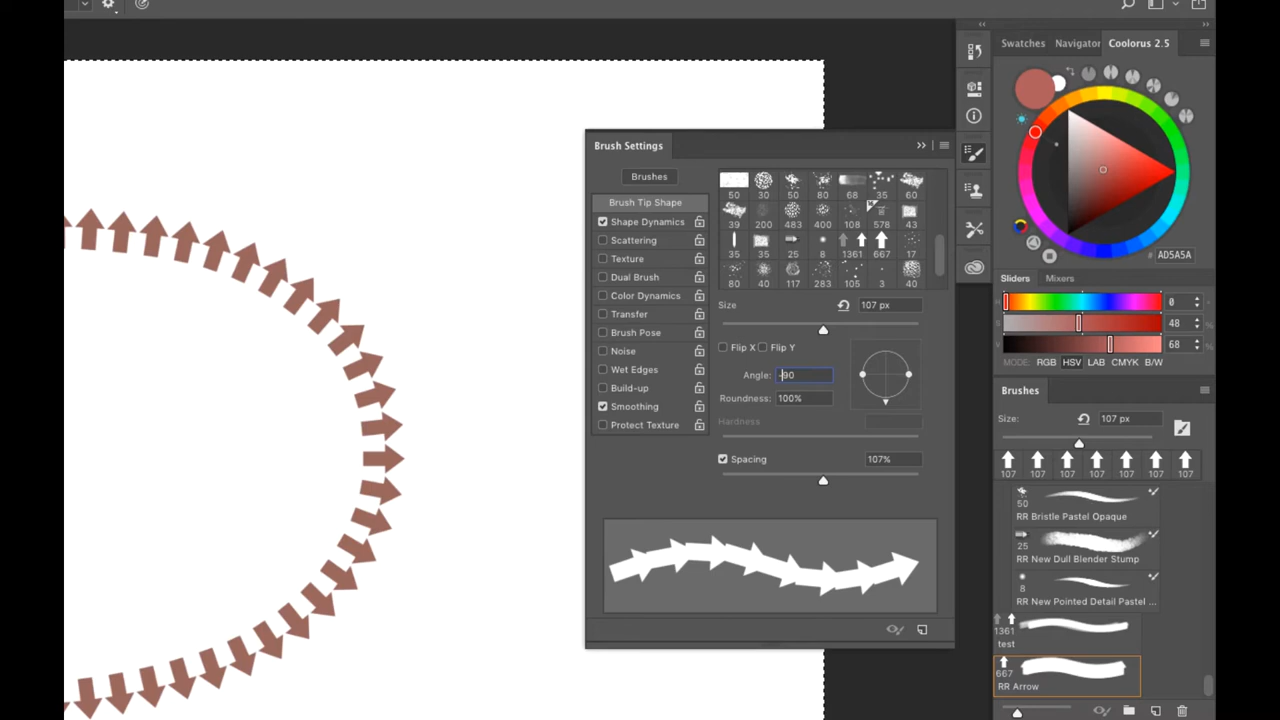 Swatches Navigator Coolorus 2.5
Brush Settings
Brushes
Brush Tip Shape
Shape Dynamics
Scattering
Texture
Dual Brush
Color Dynamics
Transfer
Brush Pose
Noise
Wet Edges
Build-up
Smoothing
Protect Texture
50 30 50 80 68 35 60
39 200 483 400 108 578 43
35 35 25 8 1361 667 17
80 40 117 283 105 3 40
Size 107 px
Flip X Flip Y
Angle: -90
Roundness: 100%
Hardness
Spacing 107%
# AD5A5A
Sliders Mixers
H 0 °
S 48 %
V 68 %
MODE: RGB HSV LAB CMYK B/W
Brushes
Size: 107 px
107 107 107 107 107 107 107
50
RR Bristle Pastel Opaque
25
RR New Dull Blender Stump
8
RR New Pointed Detail Pastel ...
1361
test
667
RR Arrow